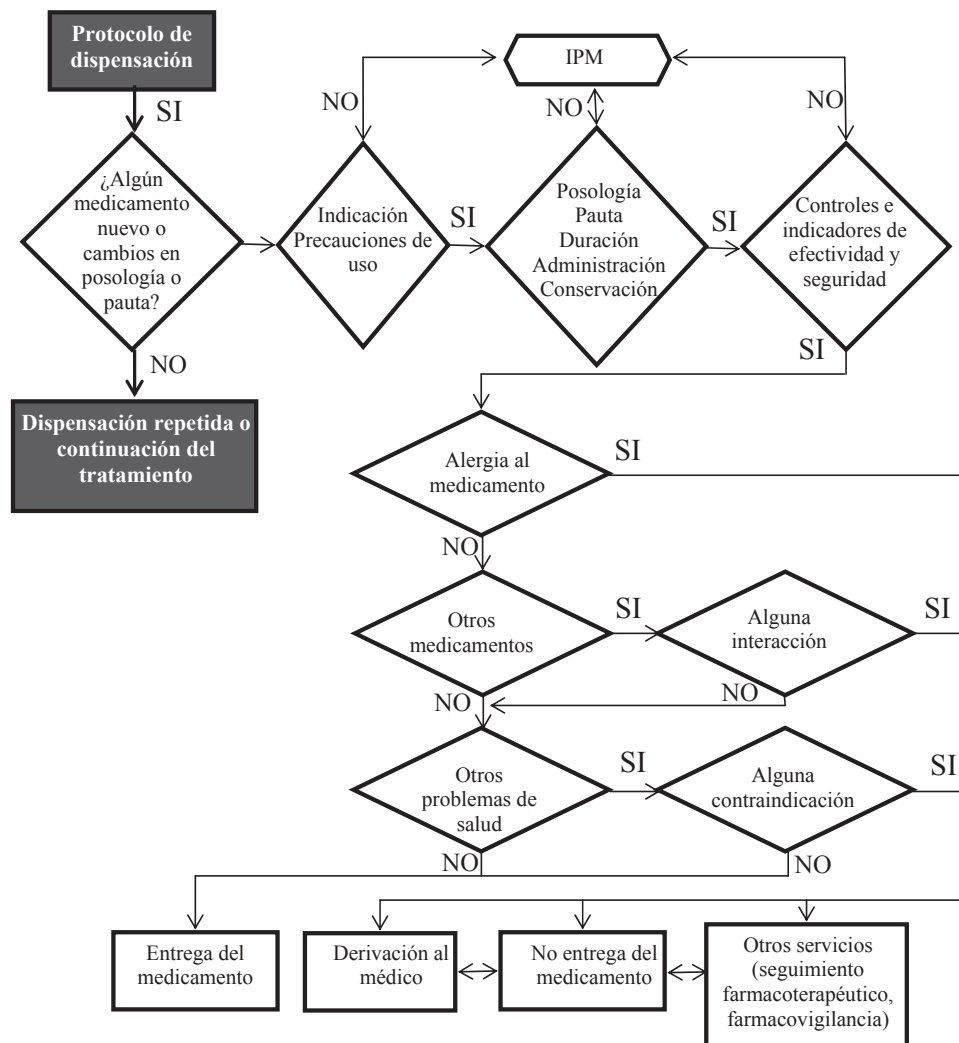 Protocolo de
dispensación
IPM
NO
NO
NO
SI
¿Algún
medicamento
nuevo o
cambios en
posología o
pauta?
Indicación
Precauciones de
uso
SI
Posología
Pauta
Duración
Administración
Conservación
SI
Controles e
indicadores de
efectividad y
seguridad
SI
NO
Dispensación repetida o
continuación del
tratamiento
Alergia al
medicamento
SI
NO
Otros
medicamentos
SI
Alguna
interacción
SI
NO
NO
Otros
problemas de
salud
SI
Alguna
contraindicación
SI
NO
NO
Entrega del
medicamento
Derivación al
médico
No entrega del
medicamento
Otros servicios
(seguimiento
farmacoterapéutico,
farmacovigilancia)